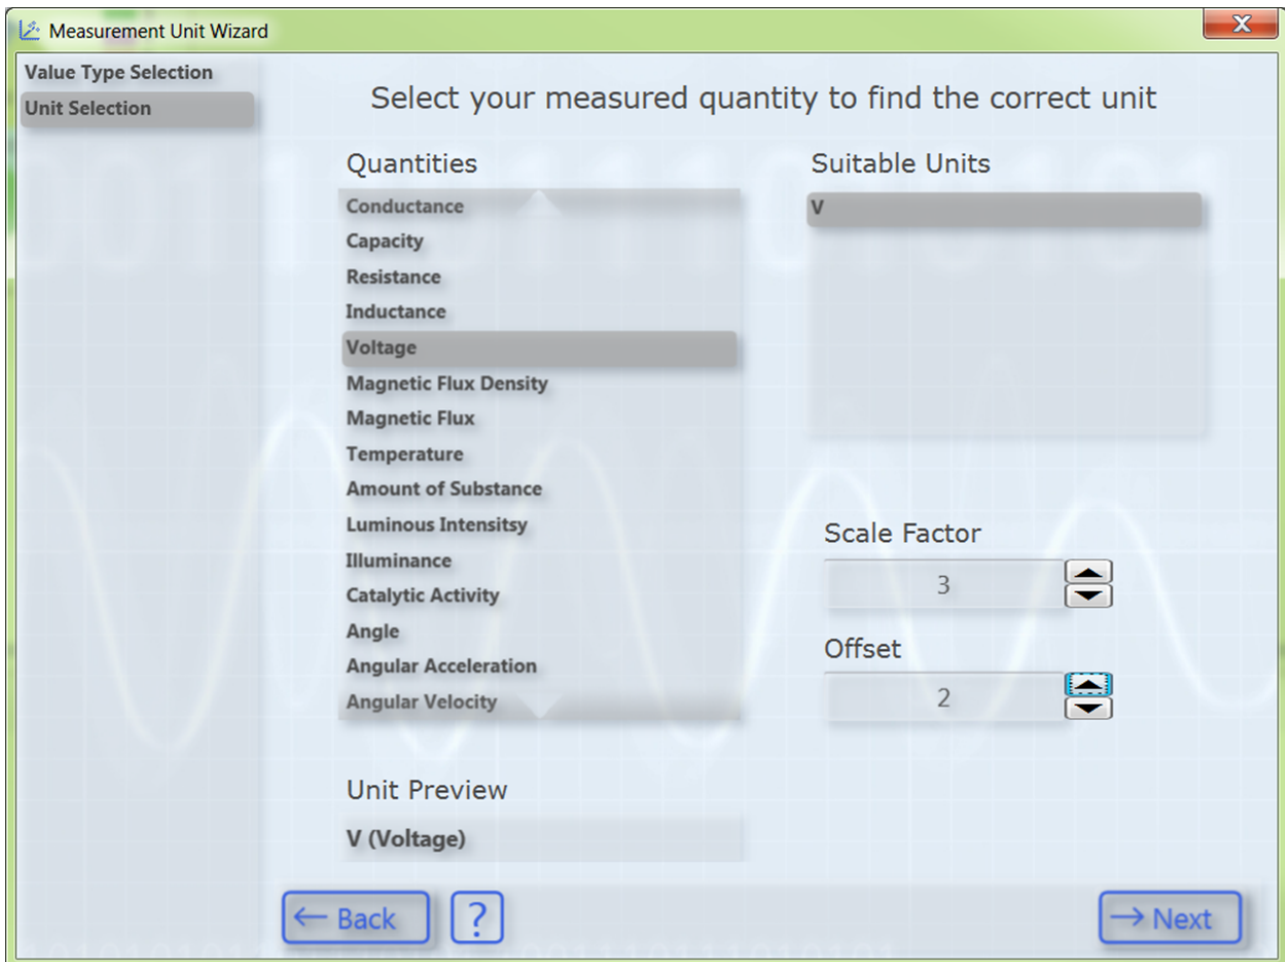 Measurement Unit Wizard
X
Value Type Selection
Unit Selection
Select your measured quantity to find the correct unit
Quantities
Conductance
Capacity
Resistance
Inductance
Voltage
Magnetic Flux Density
Magnetic Flux
Temperature
Amount of Substance
Luminous Intensitsy
Illuminance
Catalytic Activity
Angle
Angular Acceleration
Angular Velocity
Suitable Units
V
Scale Factor
3
Offset
2
Unit Preview
V (Voltage)
← Back
?
→ Next